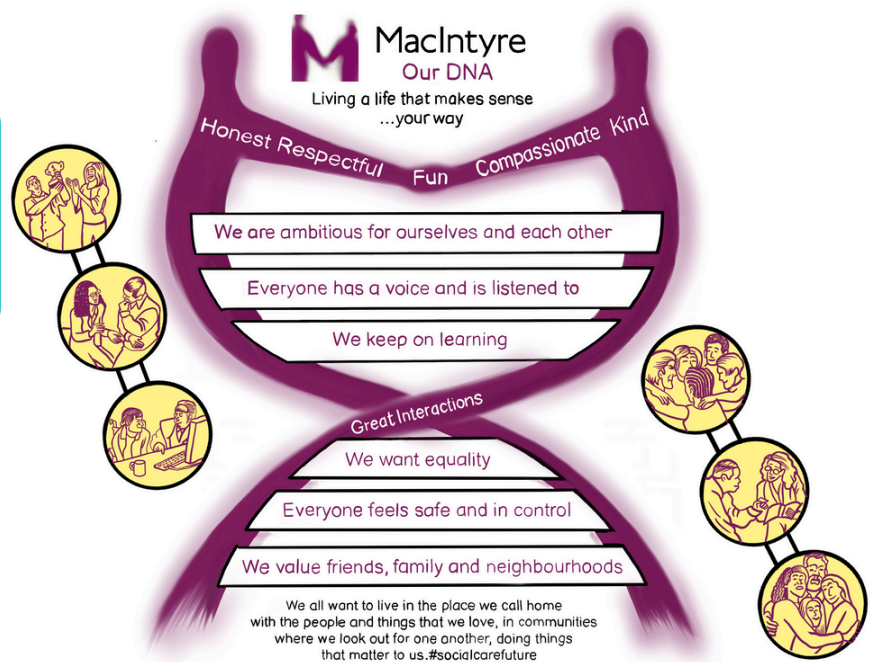 MacIntyre
Our DNA
Living a life that makes sense
...your way
Honest Respectful Fun Compassionate Kind
We are ambitious for ourselves and each other
Everyone has a voice and is listened to
We keep on learning
Great Interactions
We want equality
Everyone feels safe and in control
We value friends, family and neighbourhoods
We all want to live in the place we call home
with the people and things that we love, in communities
where we look out for one another, doing things
that matter to us.#socialcarefuture